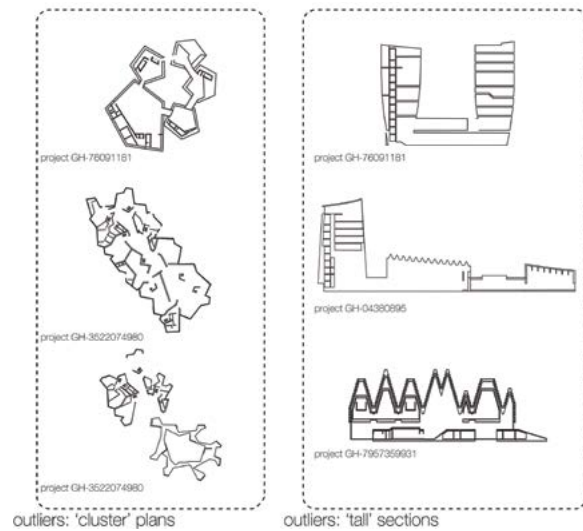 project GH-76091181
project GH-3522074980
project GH-3522074980
outliers: 'cluster' plans
project GH-76091181
project GH-04380895
project GH-7957359931
outliers: 'tall' sections